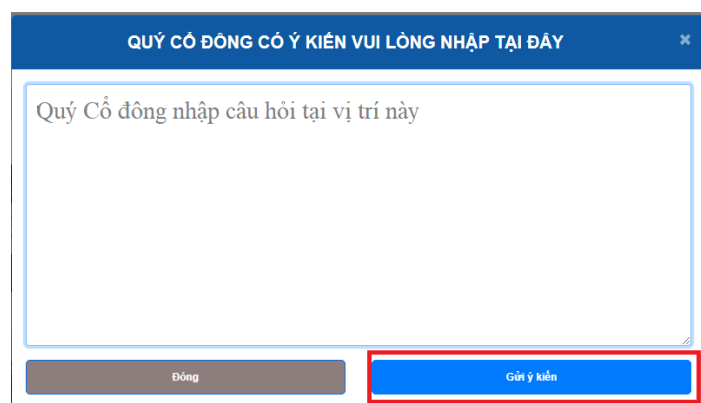 QUÝ CỔ ĐÔNG CÓ Ý KIẾN VUI LÒNG NHẬP TẠI ĐÂY ×
Quý Cổ đông nhập câu hỏi tại vị trí này
Đóng
Gửi ý kiến